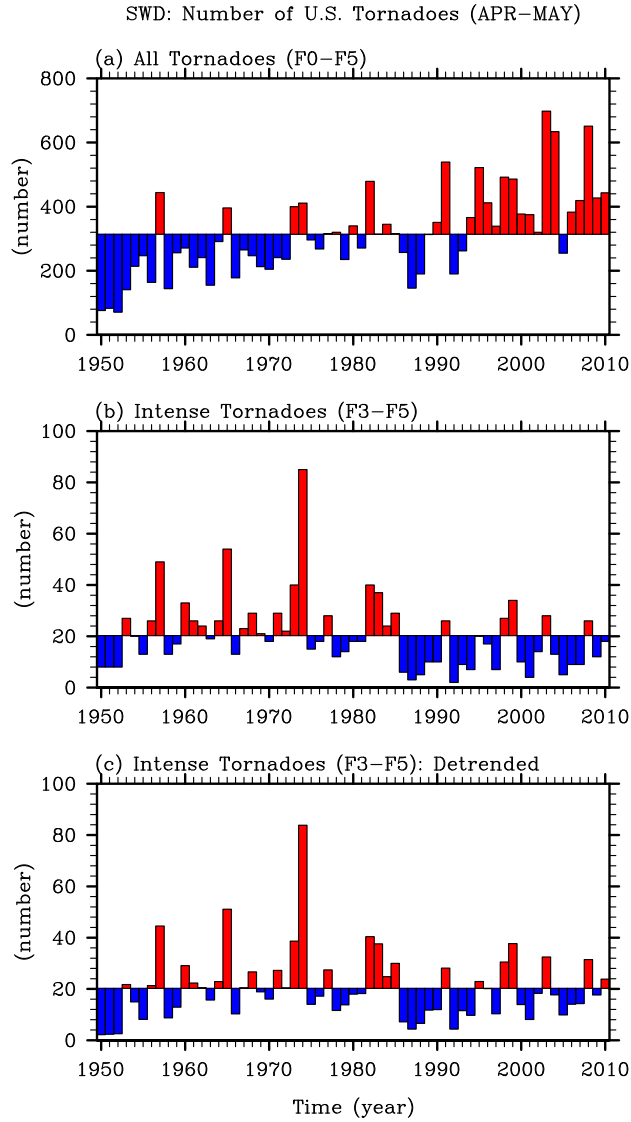 SWD: Number of U.S. Tornadoes (APR−MAY)
(a) All Tornadoes (F0−F5)
800
600
400
200
0
(number)
1950 1960 1970 1980 1990 2000 2010
(b) Intense Tornadoes (F3−F5)
100
80
60
40
20
0
(number)
1950 1960 1970 1980 1990 2000 2010
(c) Intense Tornadoes (F3−F5): Detrended
100
80
60
40
20
0
(number)
1950 1960 1970 1980 1990 2000 2010
Time (year)